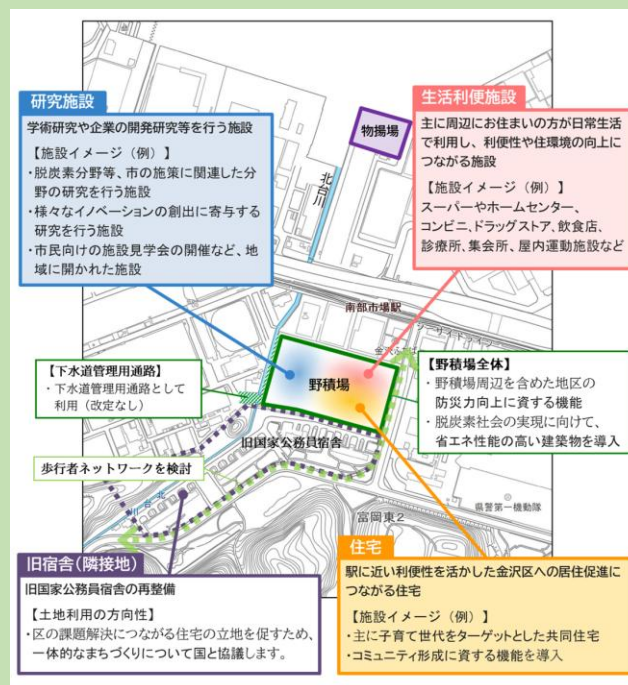 研究施設
学術研究や企業の開発研究等を行う施設
【施設イメージ（例）】
・脱炭素分野等、市の施策に関連した分
野の研究を行う施設
・様々なイノベーションの創出に寄与する
研究を行う施設
・市民向けの施設見学会の開催など、地
域に開かれた施設
生活利便施設
主に周辺にお住まいの方が日常生活
で利用し、利便性や住環境の向上に
つながる施設
【施設イメージ（例）】
スーパーやホームセンター、
コンビニ、ドラッグストア、飲食店、
診療所、集会所、屋内運動施設など
物揚場
北台川
南部市場駅
【下水道管理用通路】
・下水道管理用通路として
利用（改定なし）
野積場
【野積場全体】
・野積場周辺を含めた地区の
防災力向上に資する機能
・脱炭素社会の実現に向けて、
省エネ性能の高い建築物を導入
旧国家公務員宿舎
歩行者ネットワークを検討
北台川
県警第一機動隊
富岡東2
旧宿舎（隣接地）
旧国家公務員宿舎の再整備
【土地利用の方向性】
・区の課題解決につながる住宅の立地を促すため、
一体的なまちづくりについて国と協議します。
住宅
駅に近い利便性を活かした金沢区への居住促進に
つながる住宅
【施設イメージ（例）】
・主に子育て世代をターゲットとした共同住宅
・コミュニティ形成に資する機能を導入